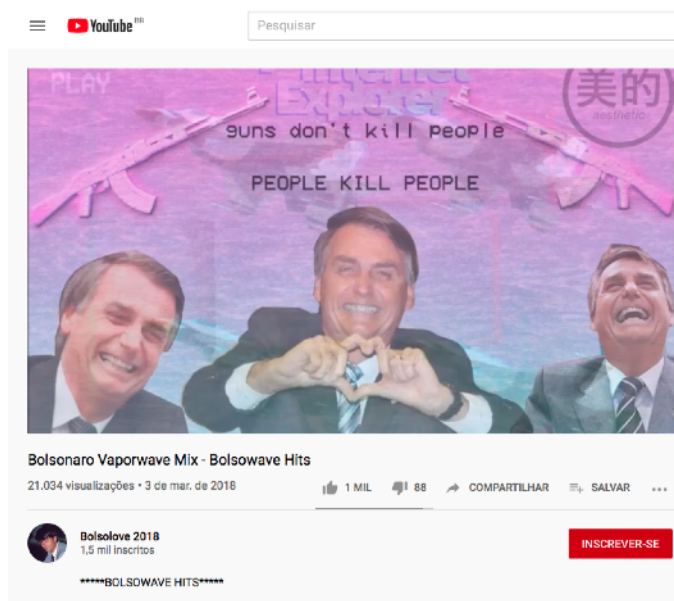 YouTube BR
Pesquisar
PLAY
Internet
Explorer
美的
aesthetic
guns don't kill people
PEOPLE KILL PEOPLE
Bolsonaro Vaporwave Mix - Bolsowave Hits
21.034 visualizações • 3 de mar. de 2018
1 MIL
88
COMPARTILHAR
SALVAR
Bolsolove 2018
1,5 mil inscritos
INSCREVER-SE
*****BOLSOWAVE HITS*****